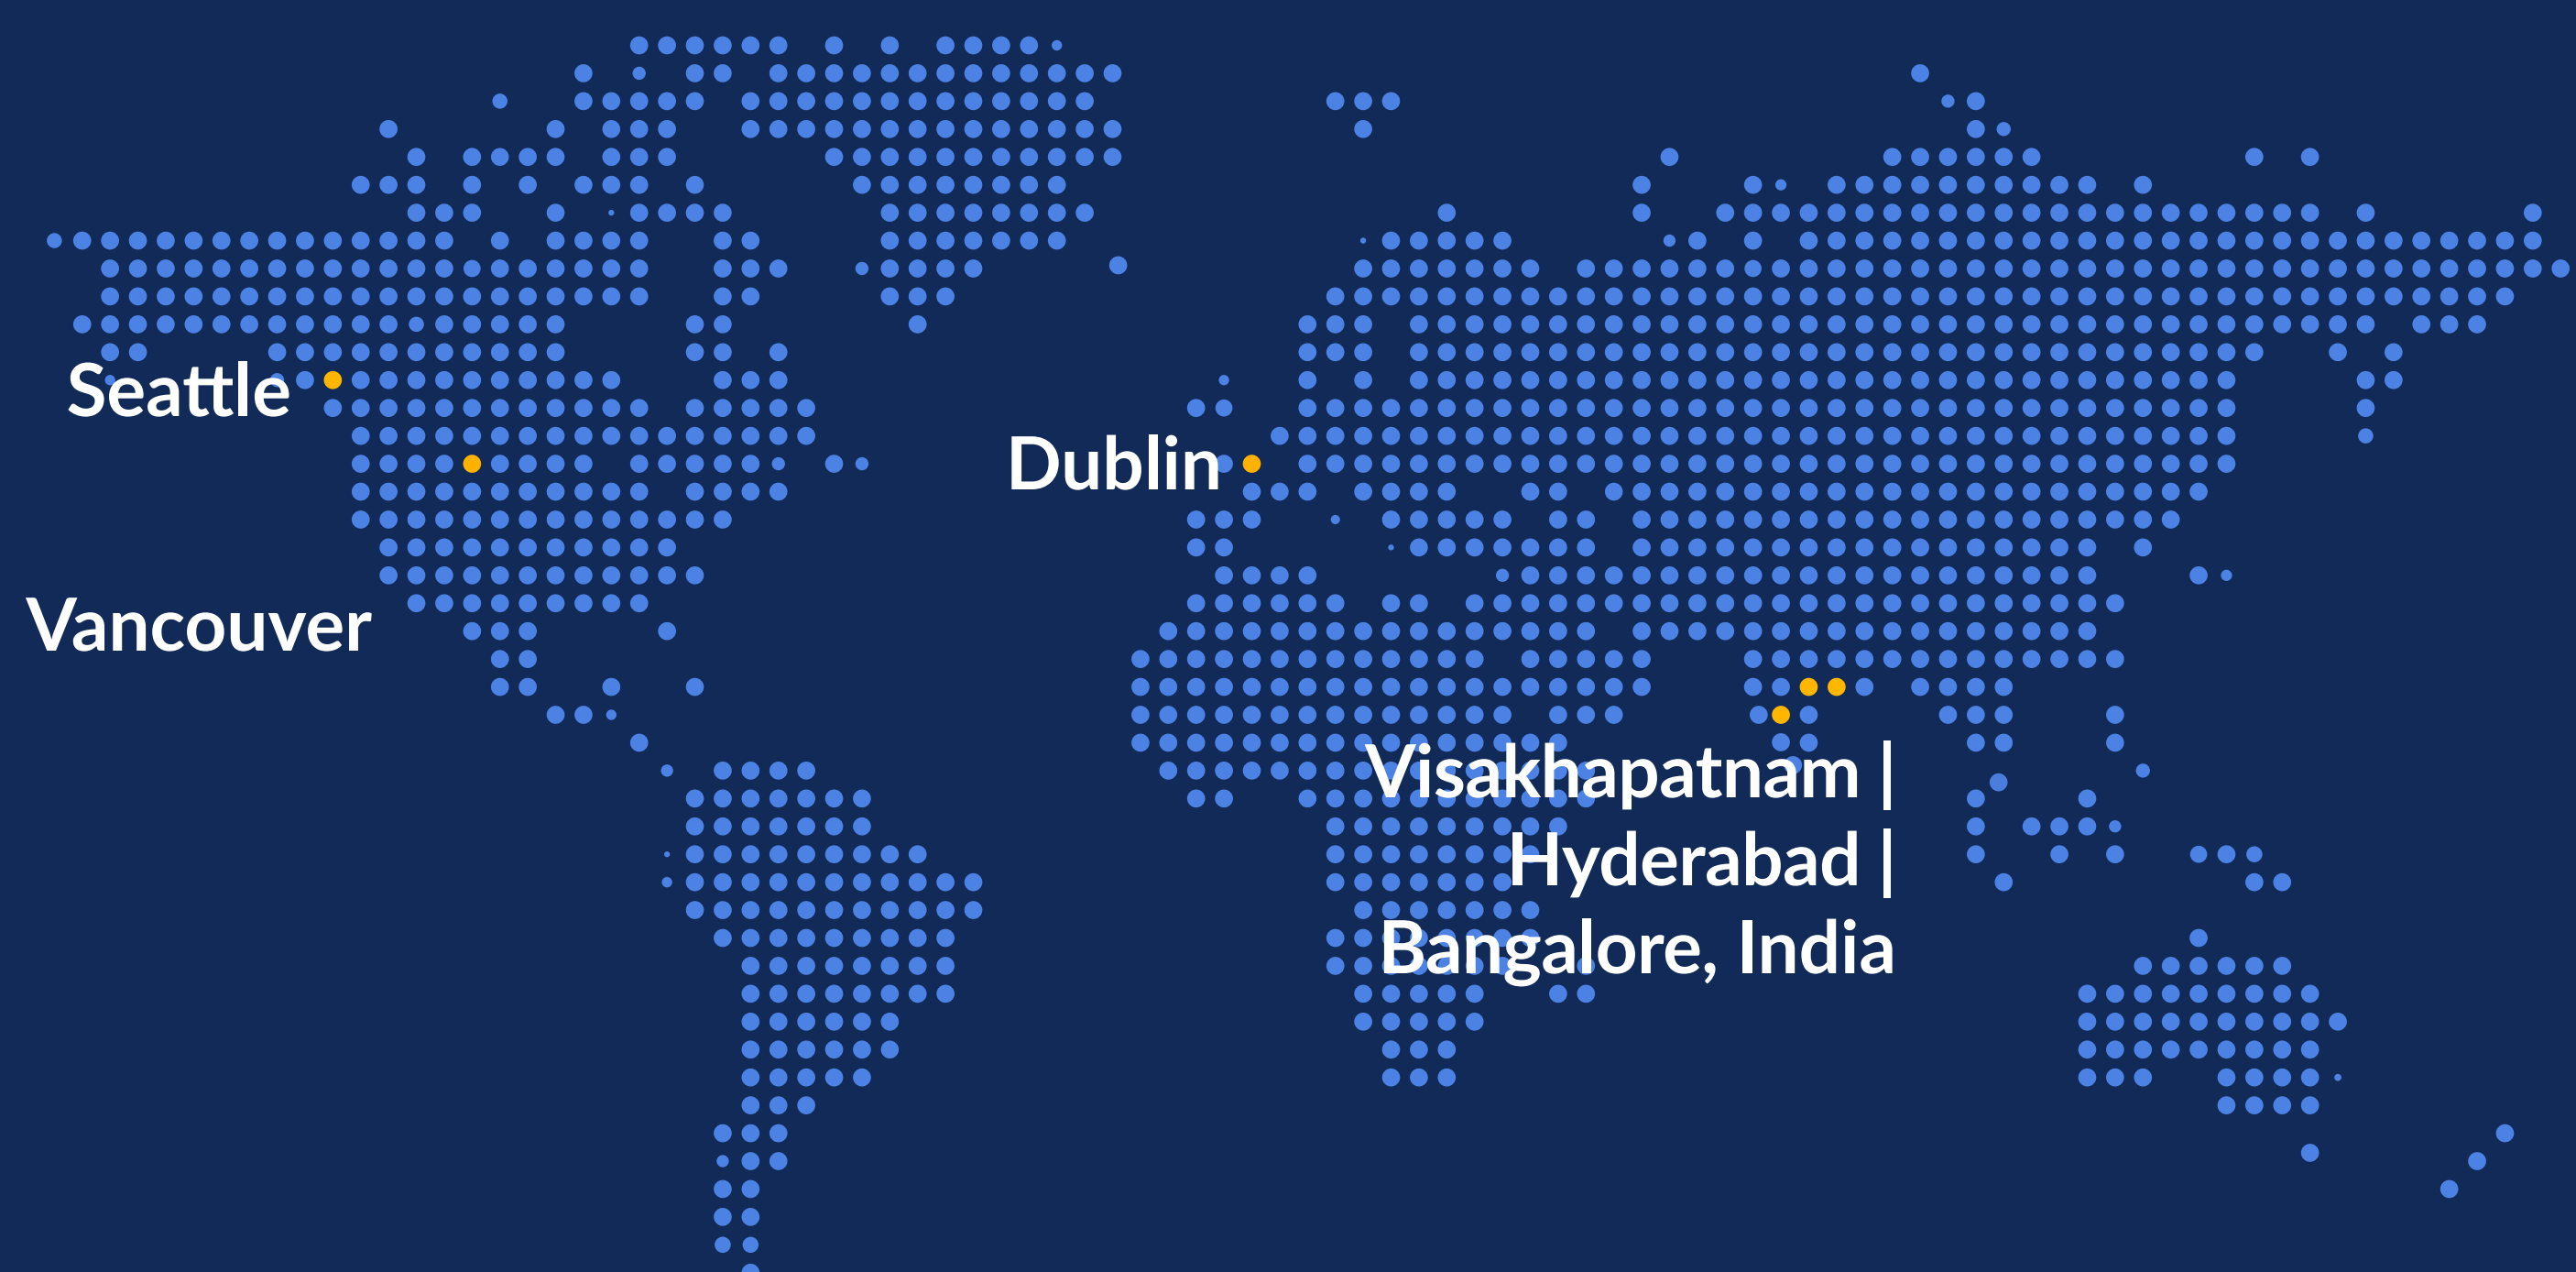 Seattle
Dublin
Vancouver
Visakhapatnam |
Hyderabad |
Bangalore, India